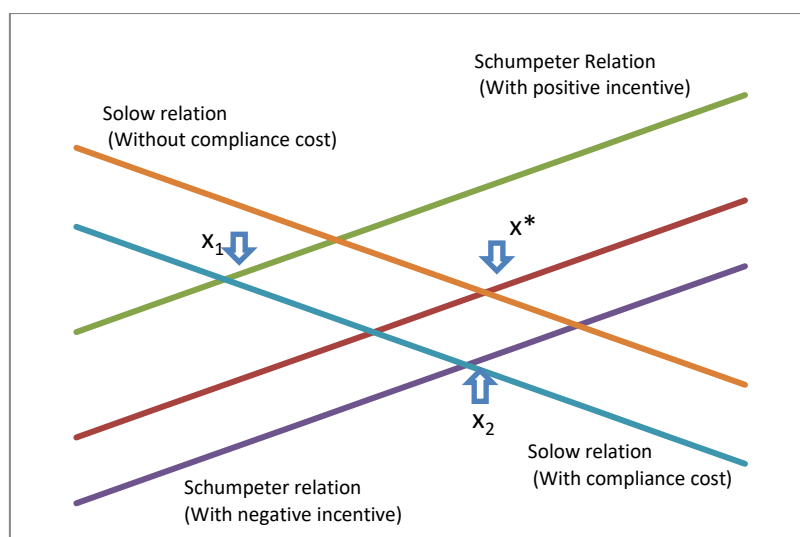 Schumpeter Relation
(With positive incentive)
Solow relation
(Without compliance cost)
x1
x*
x2
Solow relation
(With compliance cost)
Schumpeter relation
(With negative incentive)